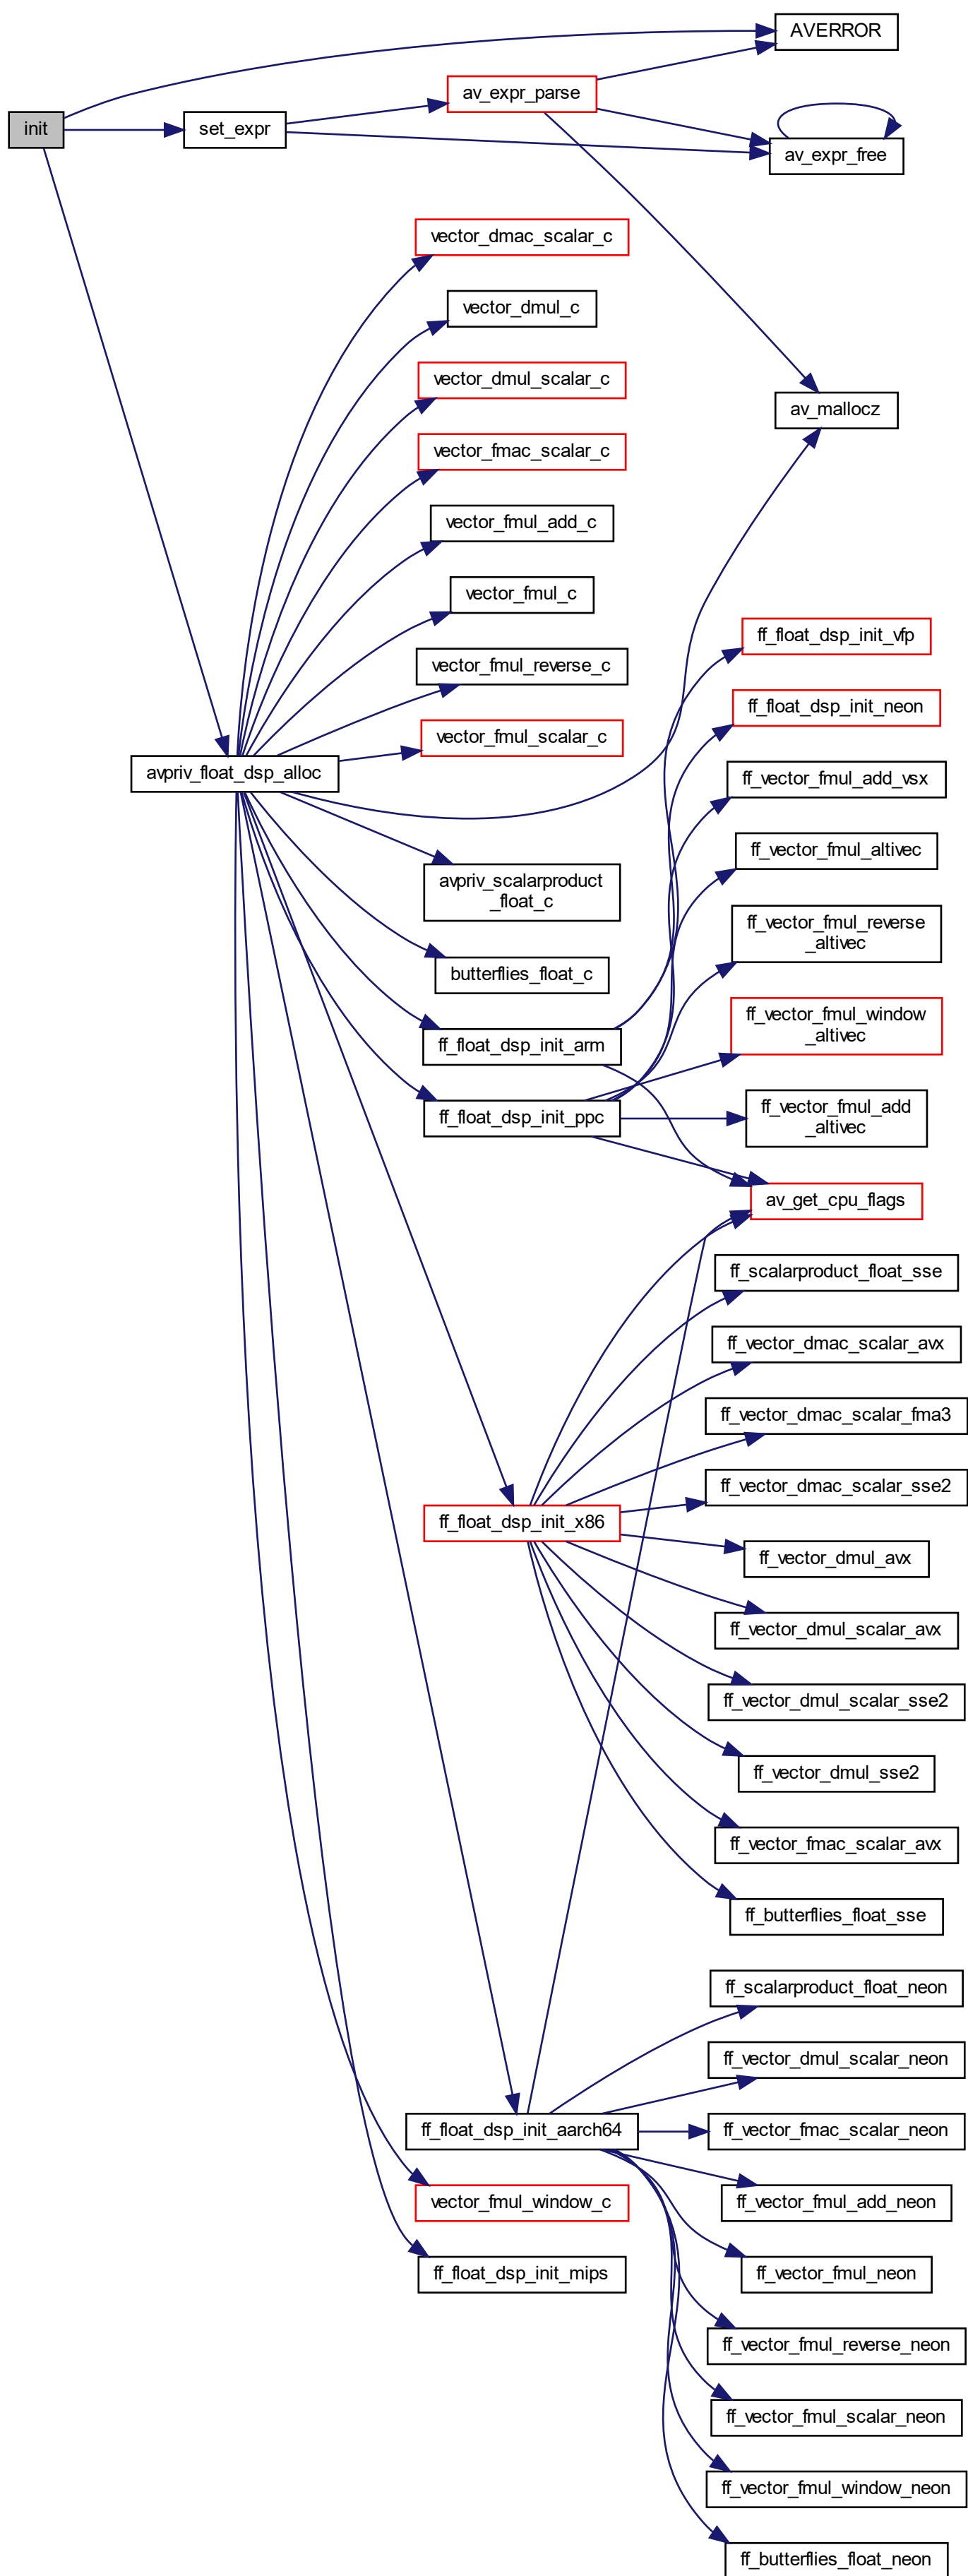 AVERROR
init
set_expr
av_expr_parse
av_expr_free
vector_dmac_scalar_c
vector_dmul_c
vector_dmul_scalar_c
av_mallocz
vector_fmac_scalar_c
vector_fmul_add_c
vector_fmul_c
ff_float_dsp_init_vfp
vector_fmul_reverse_c
ff_float_dsp_init_neon
vector_fmul_scalar_c
avpriv_float_dsp_alloc
ff_vector_fmul_add_vsx
ff_vector_fmul_altivec
avpriv_scalarproduct
_float_c
ff_vector_fmul_reverse
_altivec
butterflies_float_c
ff_vector_fmul_window
_altivec
ff_float_dsp_init_arm
ff_float_dsp_init_ppc
ff_vector_fmul_add
_altivec
av_get_cpu_flags
ff_scalarproduct_float_sse
ff_vector_dmac_scalar_avx
ff_vector_dmac_scalar_fma3
ff_vector_dmac_scalar_sse2
ff_float_dsp_init_x86
ff_vector_dmul_avx
ff_vector_dmul_scalar_avx
ff_vector_dmul_scalar_sse2
ff_vector_dmul_sse2
ff_vector_fmac_scalar_avx
ff_butterflies_float_sse
ff_scalarproduct_float_neon
ff_vector_dmul_scalar_neon
ff_float_dsp_init_aarch64
ff_vector_fmac_scalar_neon
vector_fmul_window_c
ff_vector_fmul_add_neon
ff_float_dsp_init_mips
ff_vector_fmul_neon
ff_vector_fmul_reverse_neon
ff_vector_fmul_scalar_neon
ff_vector_fmul_window_neon
ff_butterflies_float_neon